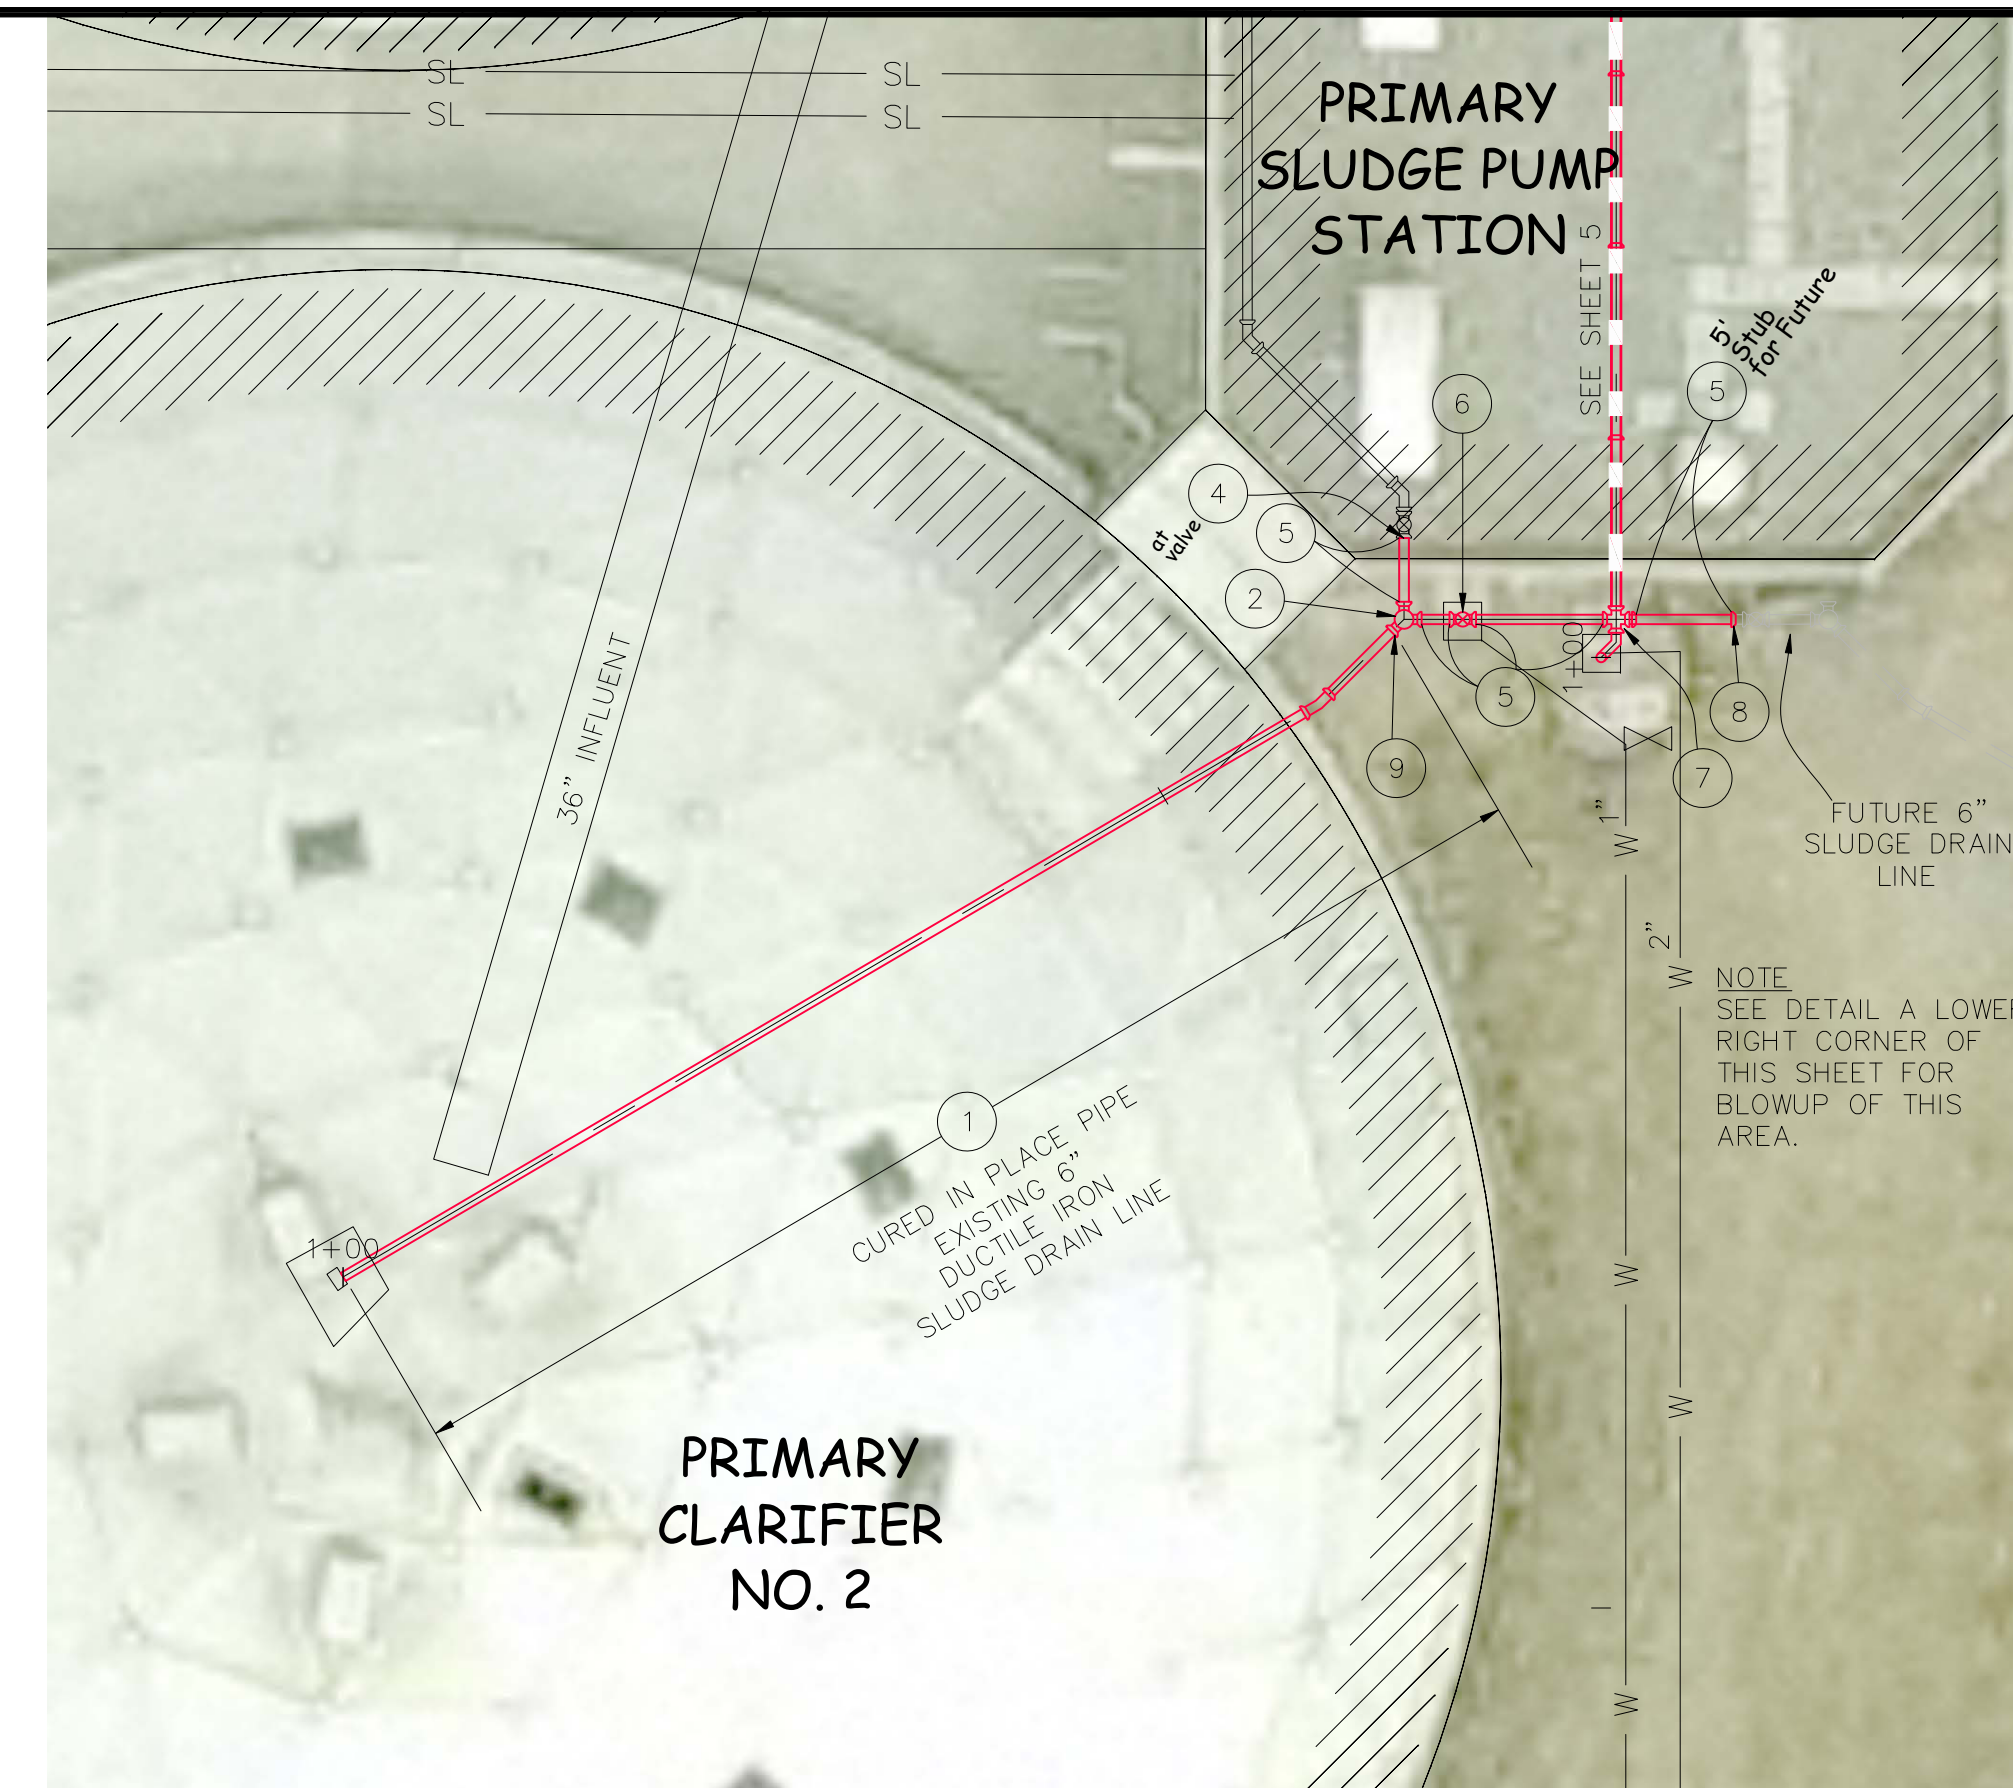 SL
SL
SL
SL
PRIMARY
SLUDGE PUMP
STATION
SEE SHEET 5
5'
Stub
for Future
5
6
4
5
at
valve
2
36" INFLUENT
1+00
5
8
9
7
1"
W
FUTURE 6"
SLUDGE DRAIN
LINE
2"
W
NOTE
SEE DETAIL A LOWER
RIGHT CORNER OF
THIS SHEET FOR
BLOWUP OF THIS
AREA.
1
CURED IN PLACE PIPE
EXISTING 6"
DUCTILE IRON
SLUDGE DRAIN LINE
1+00
W
W
PRIMARY
CLARIFIER
NO. 2
W